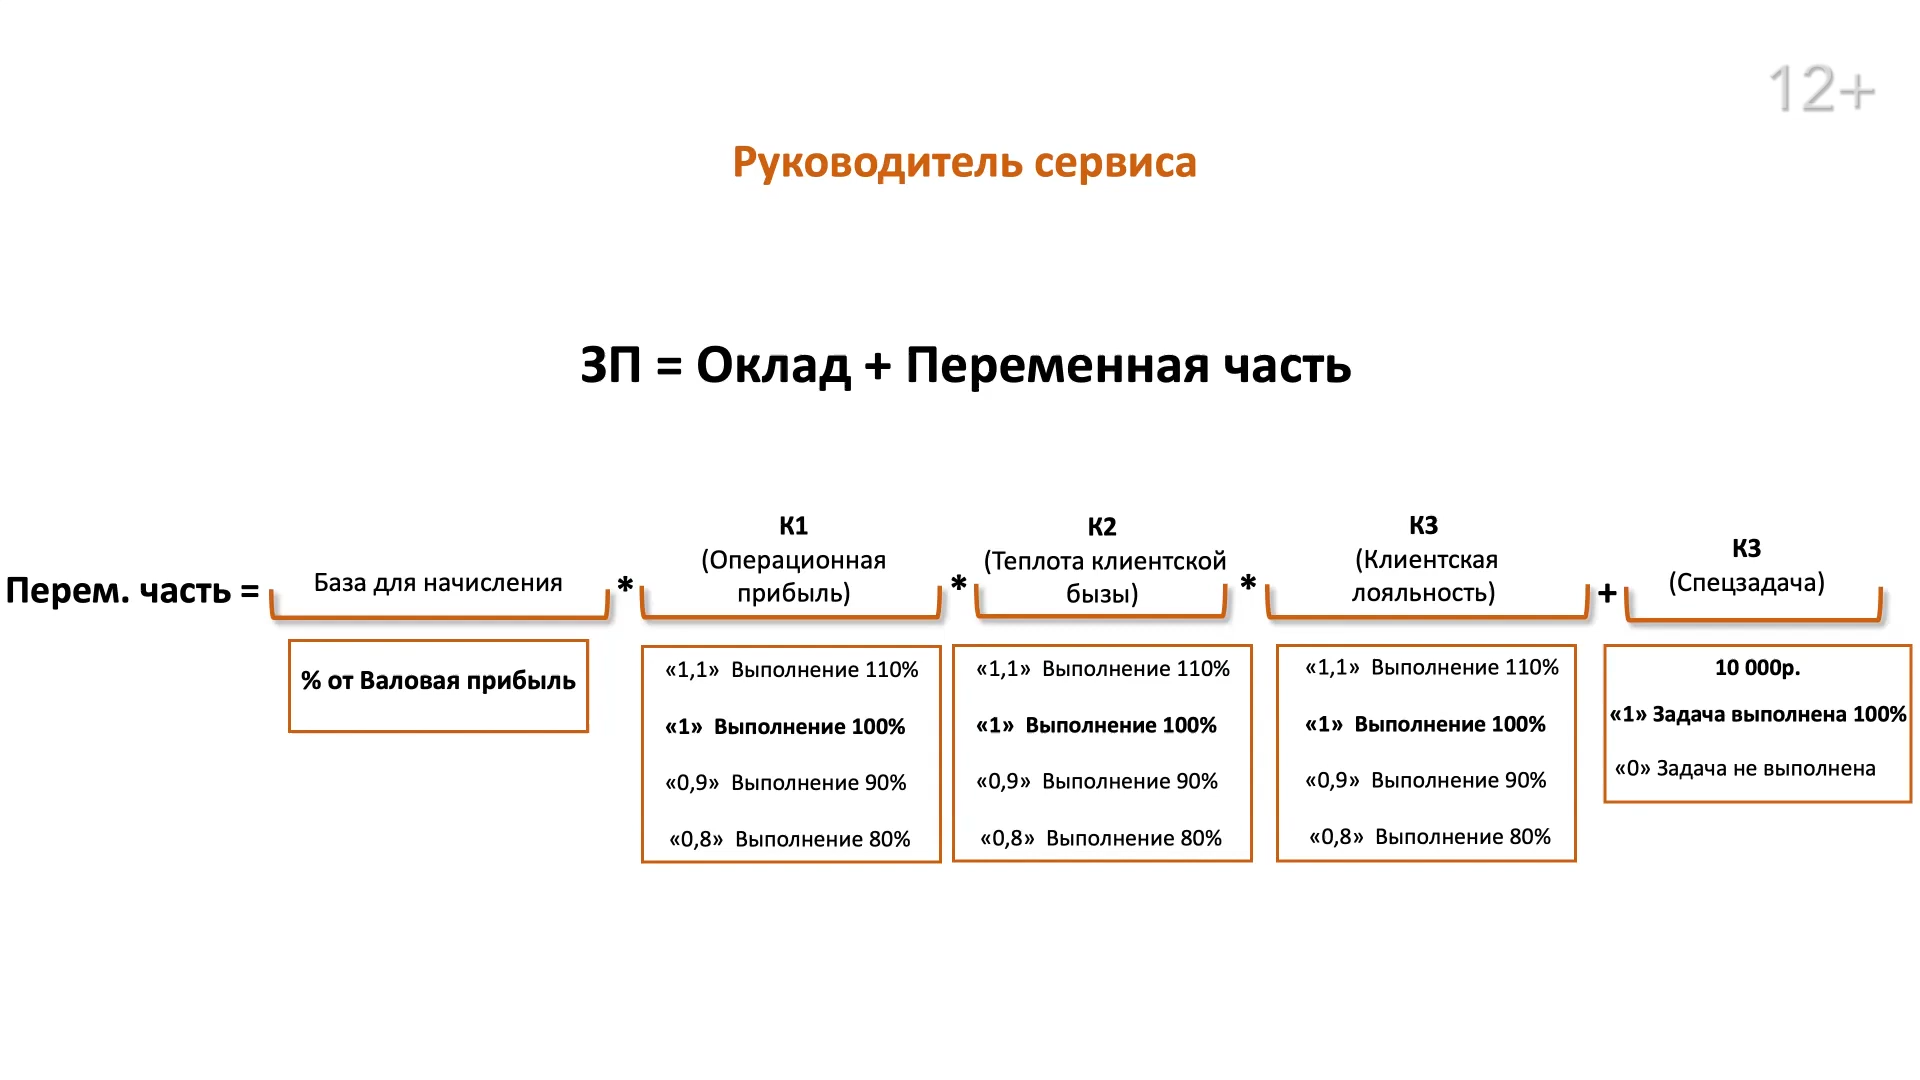 12+
Руководитель сервиса
ЗП = Оклад + Переменная часть
Перем. часть =
База для начисления
% от Валовая прибыль
*
К1
(Операционная
прибыль)
«1,1» Выполнение 110%
«1» Выполнение 100%
«0,9» Выполнение 90%
«0,8» Выполнение 80%
*
К2
(Теплота клиентской
бызы)
«1,1» Выполнение 110%
«1» Выполнение 100%
«0,9» Выполнение 90%
«0,8» Выполнение 80%
*
К3
(Клиентская
лояльность)
«1,1» Выполнение 110%
«1» Выполнение 100%
«0,9» Выполнение 90%
«0,8» Выполнение 80%
+
К3
(Спецзадача)
10 000р.
«1» Задача выполнена 100%
«0» Задача не выполнена